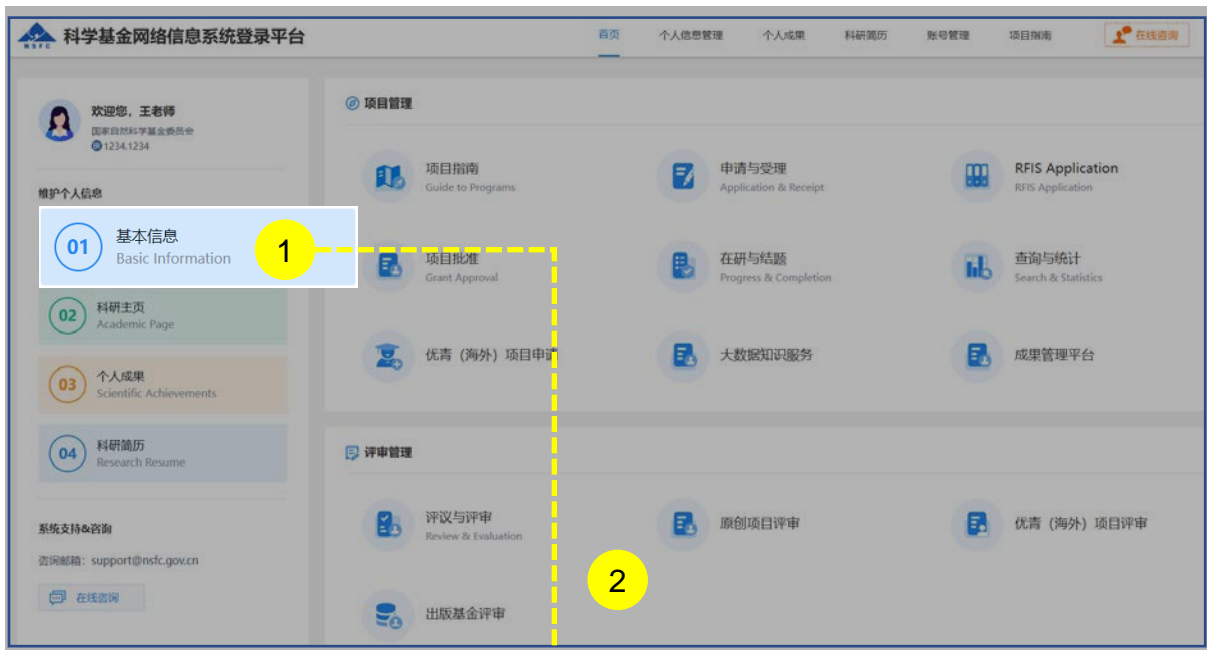 NSFC
科学基金网络信息系统登录平台
首页 个人信息管理 个人成果 科研简历 账号管理 项目指南 在线咨询
欢迎您，王老师
国家自然科学基金委员会
1234.1234
维护个人信息
01 基本信息
Basic Information
1
02 科研主页
Academic Page
03 个人成果
Scientific Achievements
04 科研简历
Research Resume
系统支持&咨询
咨询邮箱：support@nsfc.gov.cn
在线咨询
项目管理
项目指南
Guide to Programs
申请与受理
Application & Receipt
RFIS Application
RFIS Application
项目批准
Grant Approval
在研与结题
Progress & Completion
查询与统计
Search & Statistics
优青（海外）项目申请
大数据知识服务
成果管理平台
评审管理
评议与评审
Review & Evaluation
原创项目评审
优青（海外）项目评审
2
出版基金评审